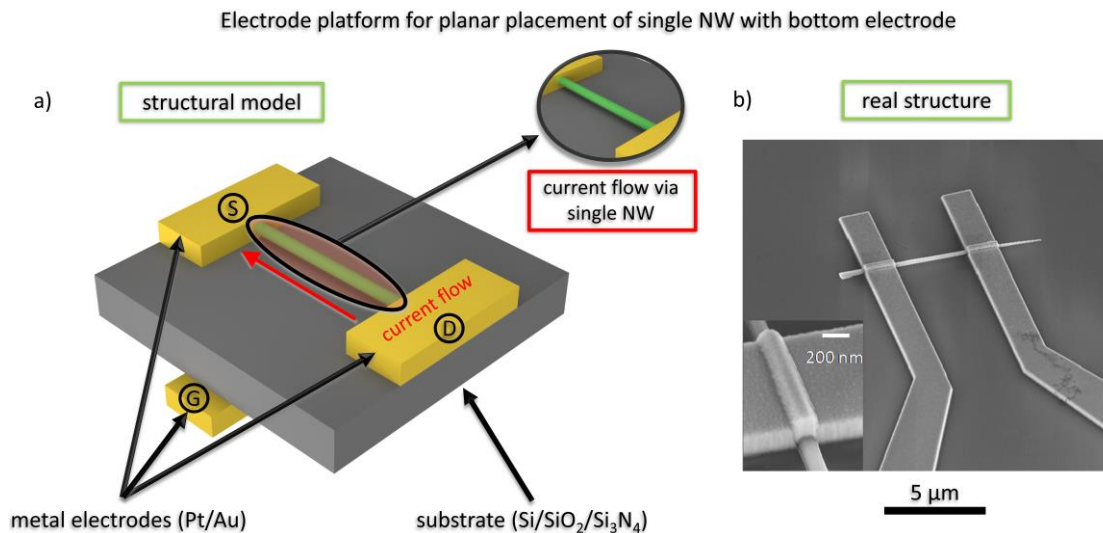 Electrode platform for planar placement of single NW with bottom electrode
a)
structural model
b)
real structure
S
current flow via
single NW
current flow
D
200 nm
G
metal electrodes (Pt/Au)
substrate (Si/SiO₂/Si₃N₄)
5 µm